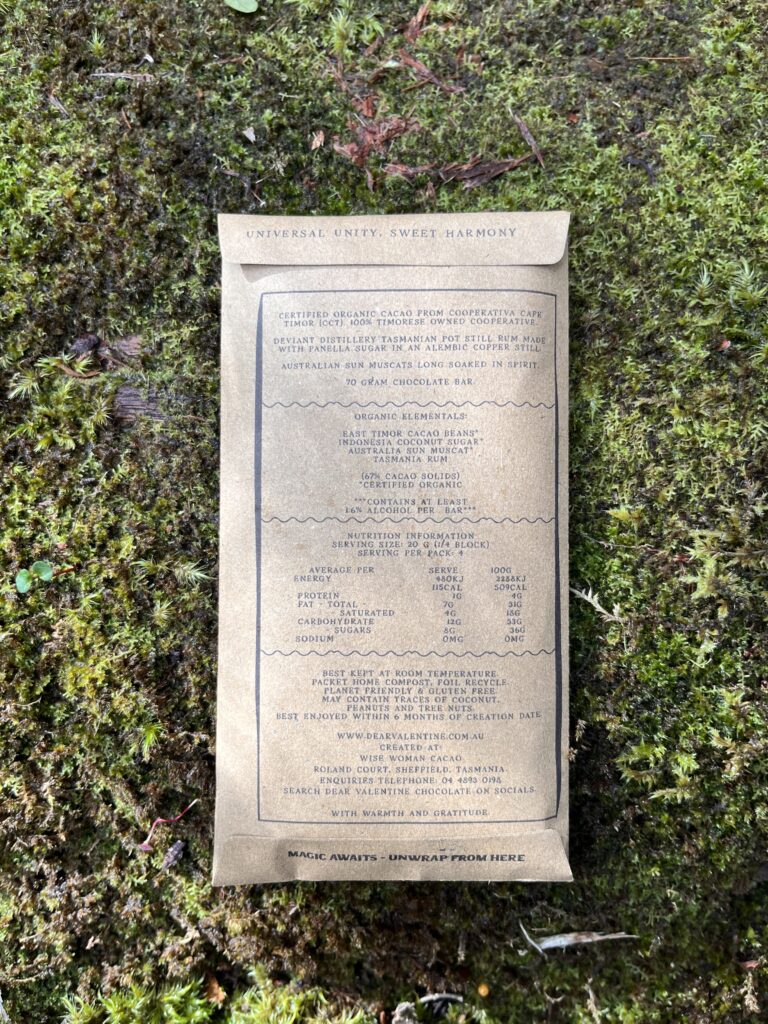 UNIVERSAL UNITY, SWEET HARMONY
CERTIFIED ORGANIC CACAO FROM COOPERATIVA CAFE
TIMOR (CCT). 100% TIMORESE OWNED COOPERATIVE.
DEVIANT DISTILLERY TASMANIAN POT STILL RUM MADE
WITH PANELLA SUGAR IN AN ALEMBIC COPPER STILL
AUSTRALIAN SUN MUSCATS LONG SOAKED IN SPIRIT.
70 GRAM CHOCOLATE BAR.
ORGANIC ELEMENTALS:
EAST TIMOR CACAO BEANS*
INDONESIA COCONUT SUGAR*
AUSTRALIA SUN MUSCAT*
TASMANIA RUM
(67% CACAO SOLIDS)
*CERTIFIED ORGANIC
***CONTAINS AT LEAST
1.6% ALCOHOL PER BAR***
NUTRITION INFORMATION
SERVING SIZE: 20 G (1/4 BLOCK)
SERVING PER PACK: 4
AVERAGE PER SERVE 100G
ENERGY 480KJ 2288KJ
115CAL 509CAL
PROTEIN 1G 4G
FAT - TOTAL - 7G 31G
- SATURATED 4G 18G
CARBOHYDRATE 12G 53G
- SUGARS 8G 36G
SODIUM 0MG 0MG
BEST KEPT AT ROOM TEMPERATURE.
PACKET HOME COMPOST. FOIL RECYCLE
PLANET FRIENDLY & GLUTEN FREE.
MAY CONTAIN TRACES OF COCONUT,
PEANUTS AND TREE NUTS.
BEST ENJOYED WITHIN 6 MONTHS OF CREATION DATE
WWW.DEARVALENTINE.COM.AU
CREATED AT:
WISE WOMAN CACAO
ROLAND COURT, SHEFFIELD, TASMANIA
ENQUIRIES TELEPHONE: 04 4893 0198
SEARCH DEAR VALENTINE CHOCOLATE ON SOCIALS.
WITH WARMTH AND GRATITUDE.
MAGIC AWAITS - UNWRAP FROM HERE